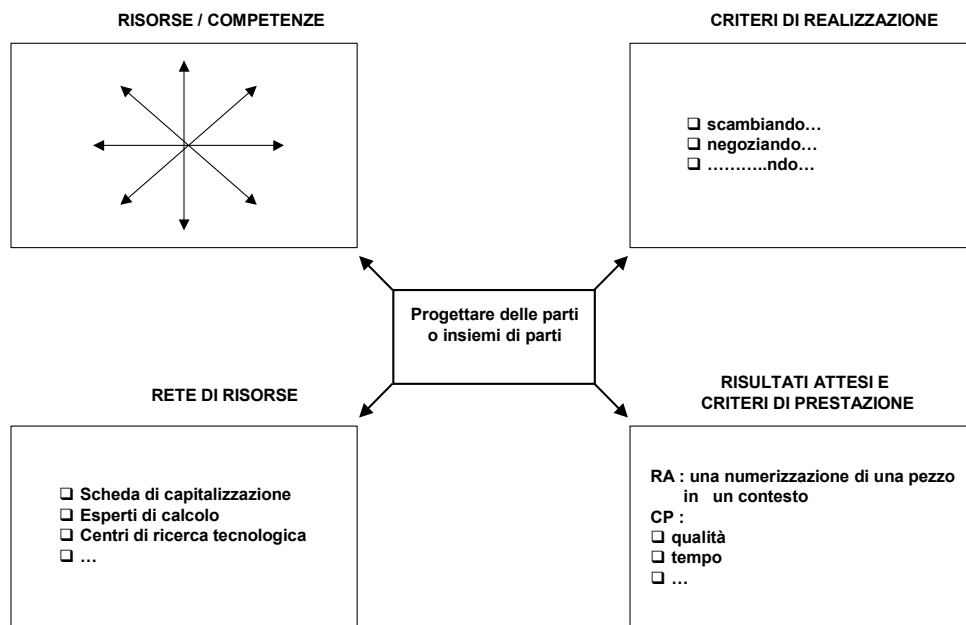 RISORSE / COMPETENZE
CRITERI DI REALIZZAZIONE
❑ scambiando…
❑ negoziando…
❑ ………..ndo…
Progettare delle parti
o insiemi di parti
RETE DI RISORSE
❑ Scheda di capitalizzazione
❑ Esperti di calcolo
❑ Centri di ricerca tecnologica
❑ …
RISULTATI ATTESI E
CRITERI DI PRESTAZIONE
RA : una numerizzazione di una pezzo
in un contesto
CP :
❑ qualità
❑ tempo
❑ …